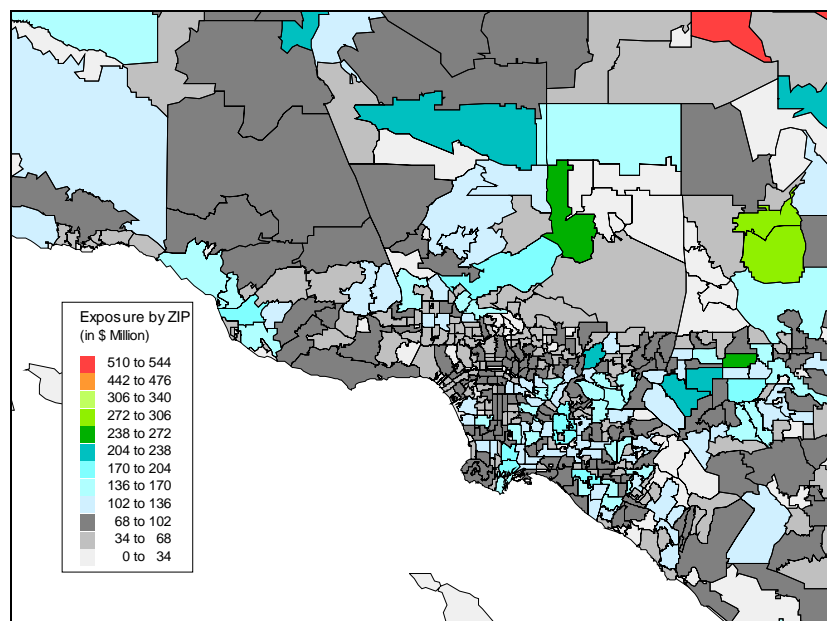 Exposure by ZIP
(in $ Million)
510 to 544
442 to 476
306 to 340
272 to 306
238 to 272
204 to 238
170 to 204
136 to 170
102 to 136
68 to 102
34 to 68
0 to 34